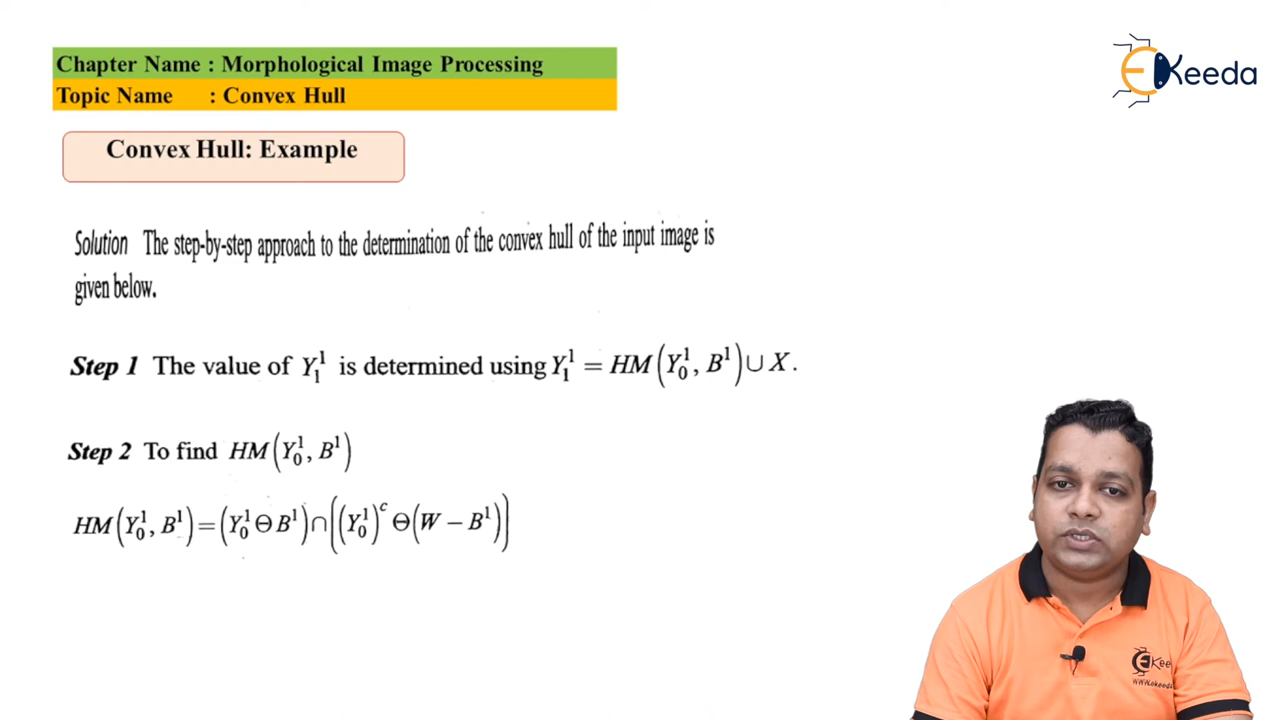 Chapter Name : Morphological Image Processing
Topic Name : Convex Hull
EKeeda
Convex Hull: Example
Solution The step-by-step approach to the determination of the convex hull of the input image is
given below.
Step 1 The value of Y₁¹ is determined using Y₁¹ = HM(Y₀¹, B¹) ∪ X.
Step 2 To find HM(Y₀¹, B¹)
HM(Y₀¹, B¹) = (Y₀¹ Θ B¹) ∩ ((Y₀¹)ᶜ Θ (W − B¹))